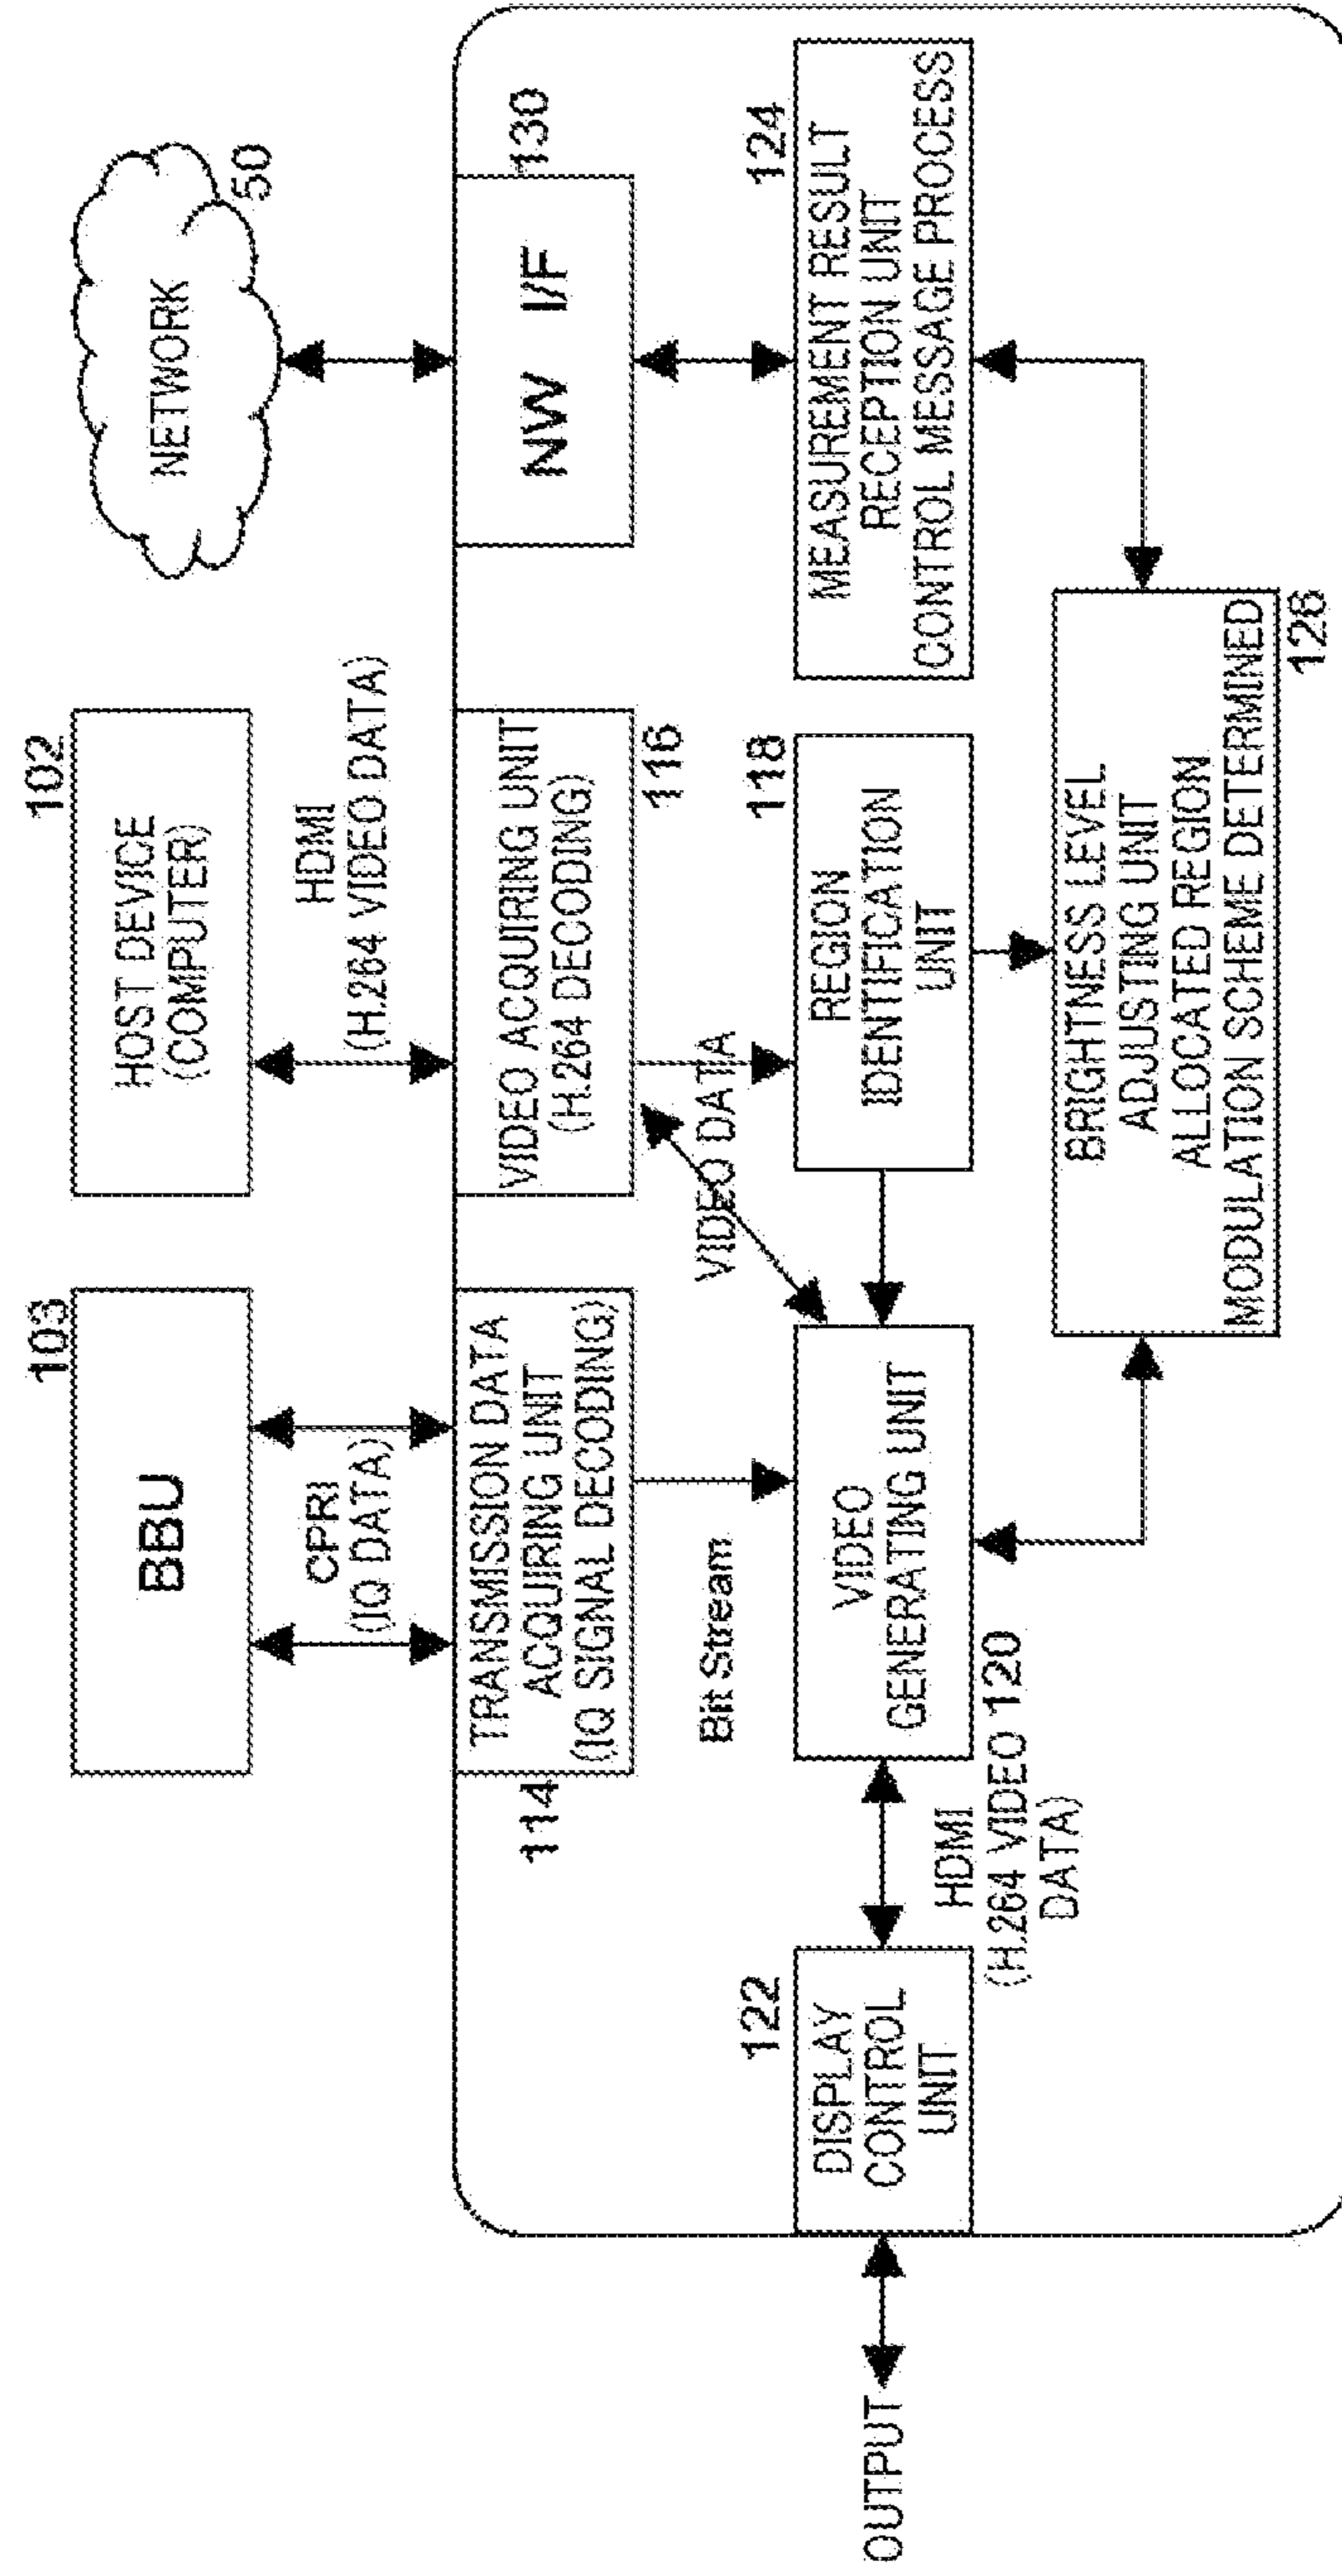 103
BBU
CPRI
(IQ DATA)
102
HOST DEVICE
(COMPUTER)
HDMI
(H.264 VIDEO DATA)
NETWORK
50
TRANSMISSION DATA
ACQUIRING UNIT
(IQ SIGNAL DECODING)
114
VIDEO ACQUIRING UNIT
(H.264 DECODING)
116
NW I/F
130
Bit Stream
VIDEO DATA
OUTPUT
122
DISPLAY
CONTROL
UNIT
HDMI
(H.264 VIDEO
DATA)
VIDEO
GENERATING UNIT
120
118
REGION
IDENTIFICATION
UNIT
124
MEASUREMENT RESULT
RECEPTION UNIT
CONTROL MESSAGE PROCESS
BRIGHTNESS LEVEL
ADJUSTING UNIT
ALLOCATED REGION
MODULATION SCHEME DETERMINED
126